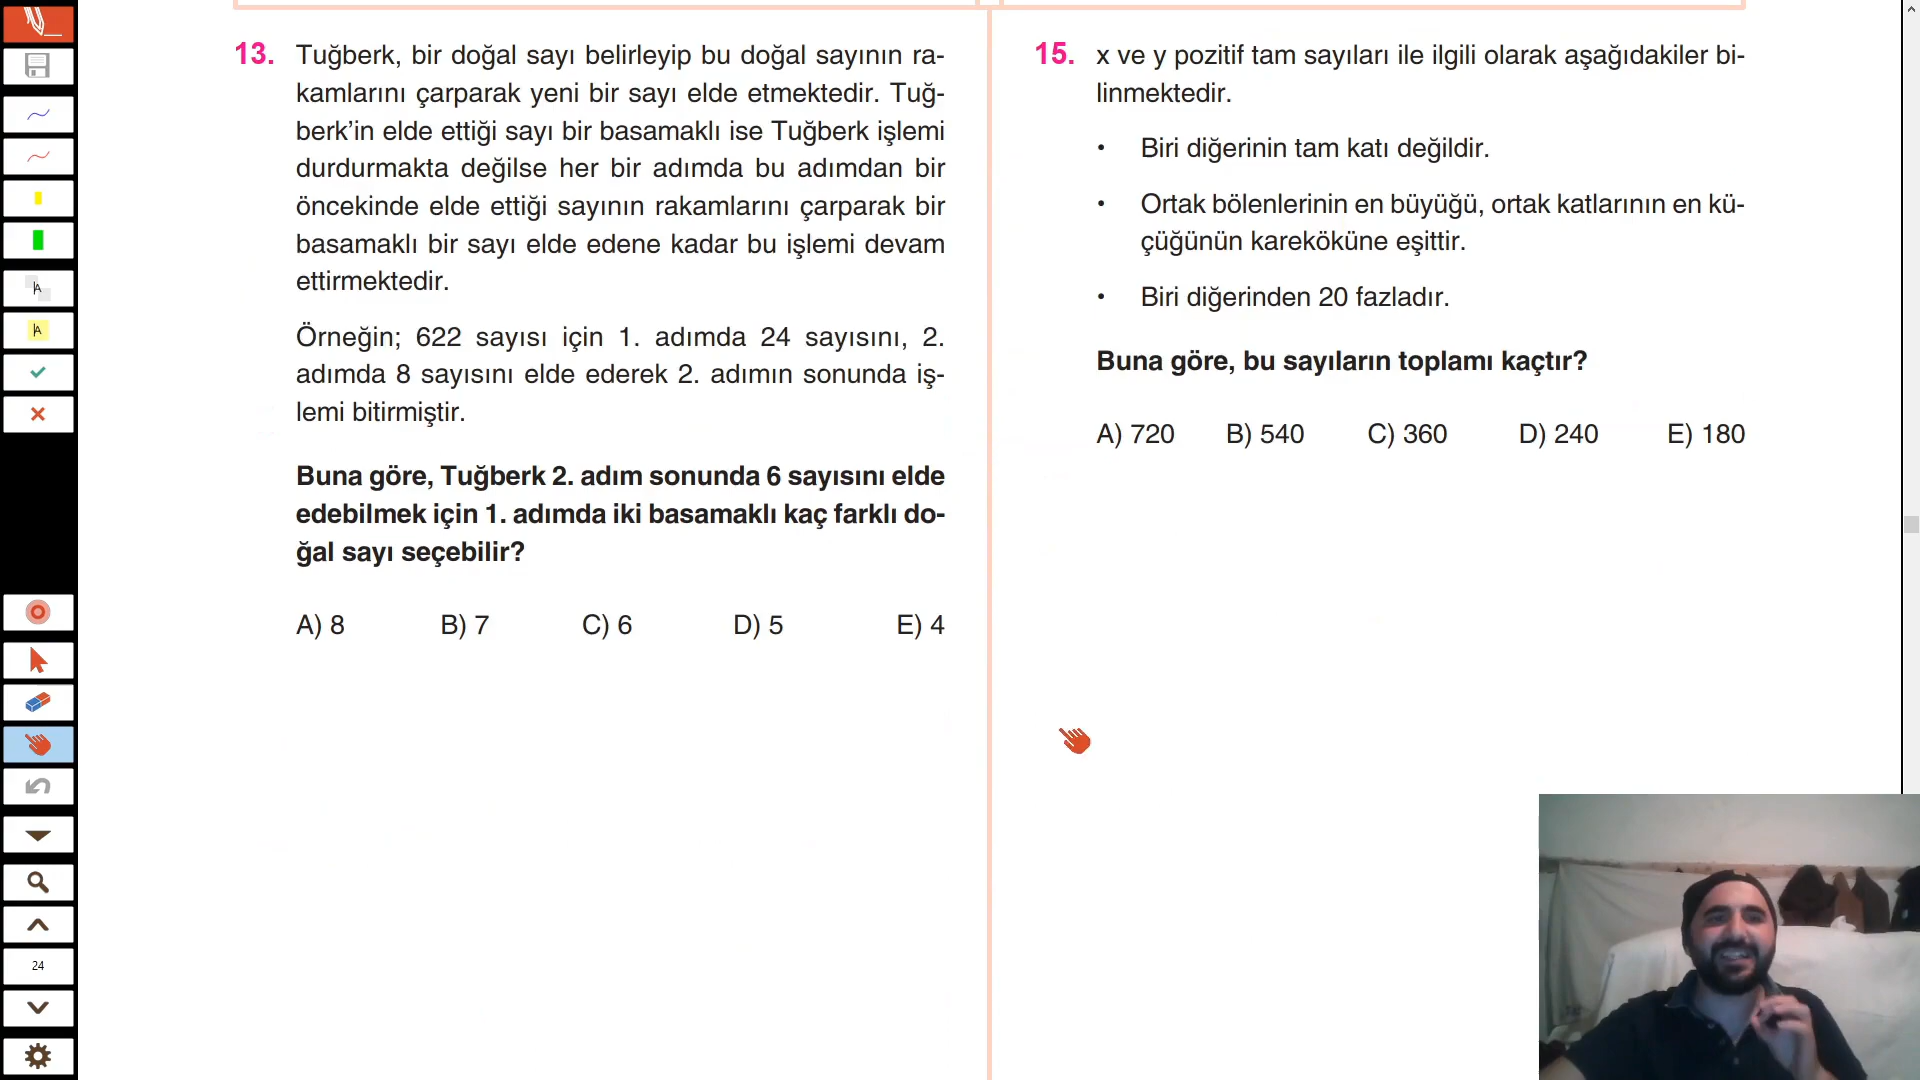 13. Tuğberk, bir doğal sayı belirleyip bu doğal sayının ra-
kamlarını çarparak yeni bir sayı elde etmektedir. Tuğ-
berk'in elde ettiği sayı bir basamaklı ise Tuğberk işlemi
durdurmakta değilse her bir adımda bu adımdan bir
öncekinde elde ettiği sayının rakamlarını çarparak bir
basamaklı bir sayı elde edene kadar bu işlemi devam
ettirmektedir.
Örneğin; 622 sayısı için 1. adımda 24 sayısını, 2.
adımda 8 sayısını elde ederek 2. adımın sonunda iş-
lemi bitirmiştir.
Buna göre, Tuğberk 2. adım sonunda 6 sayısını elde
edebilmek için 1. adımda iki basamaklı kaç farklı do-
ğal sayı seçebilir?
A) 8 B) 7 C) 6 D) 5 E) 4
15. x ve y pozitif tam sayıları ile ilgili olarak aşağıdakiler bi-
linmektedir.
• Biri diğerinin tam katı değildir.
• Ortak bölenlerinin en büyüğü, ortak katlarının en kü-
çüğünün kareköküne eşittir.
• Biri diğerinden 20 fazladır.
Buna göre, bu sayıların toplamı kaçtır?
A) 720 B) 540 C) 360 D) 240 E) 180
A
A
24